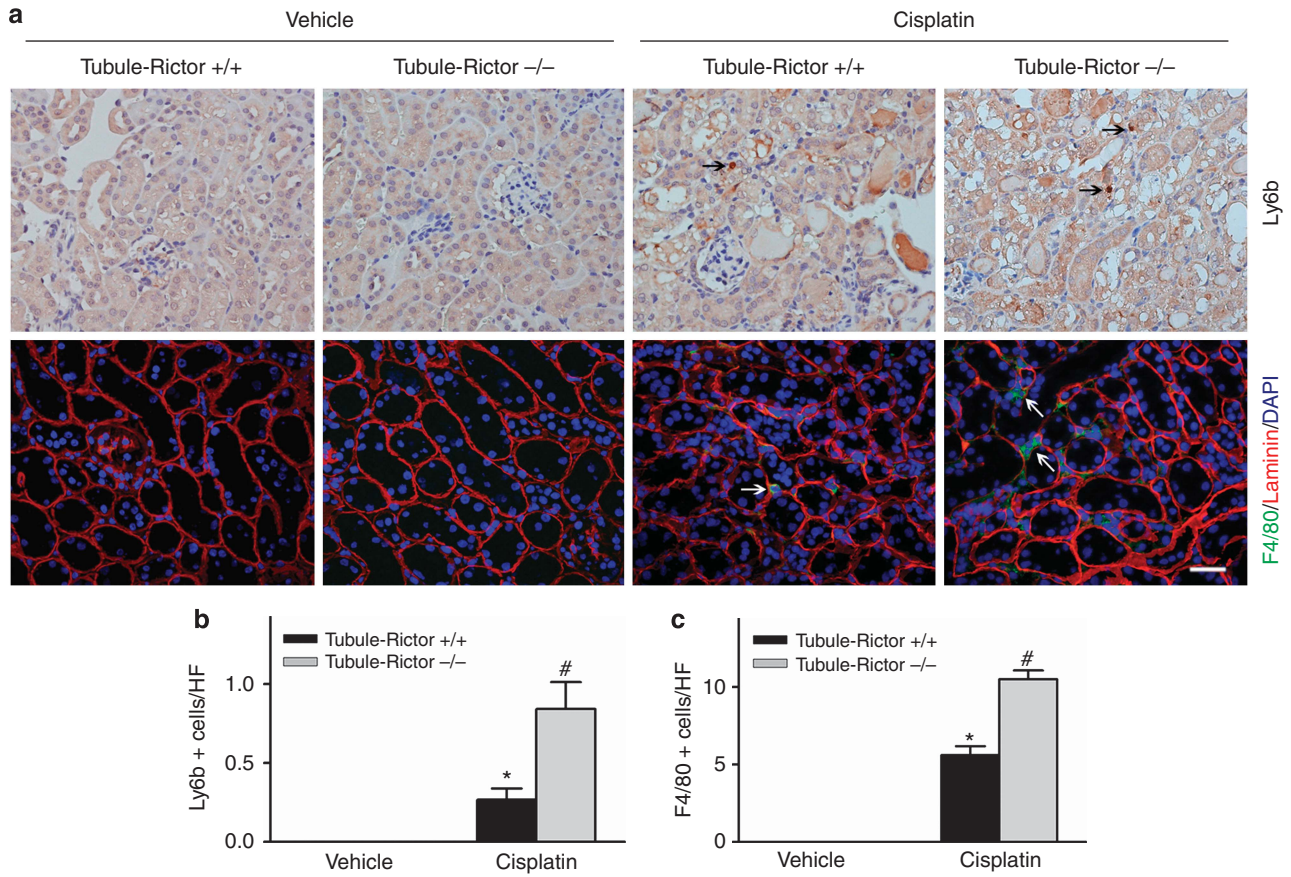 a
Vehicle
Cisplatin
Tubule-Rictor +/+
Tubule-Rictor –/–
Tubule-Rictor +/+
Tubule-Rictor –/–
Ly6b
F4/80/Laminin/DAPI
b
Tubule-Rictor +/+
Tubule-Rictor –/–
Ly6b + cells/HF
1.0
0.5
0.0
*
#
Vehicle
Cisplatin
c
Tubule-Rictor +/+
Tubule-Rictor –/–
F4/80 + cells/HF
10
5
0
*
#
Vehicle
Cisplatin